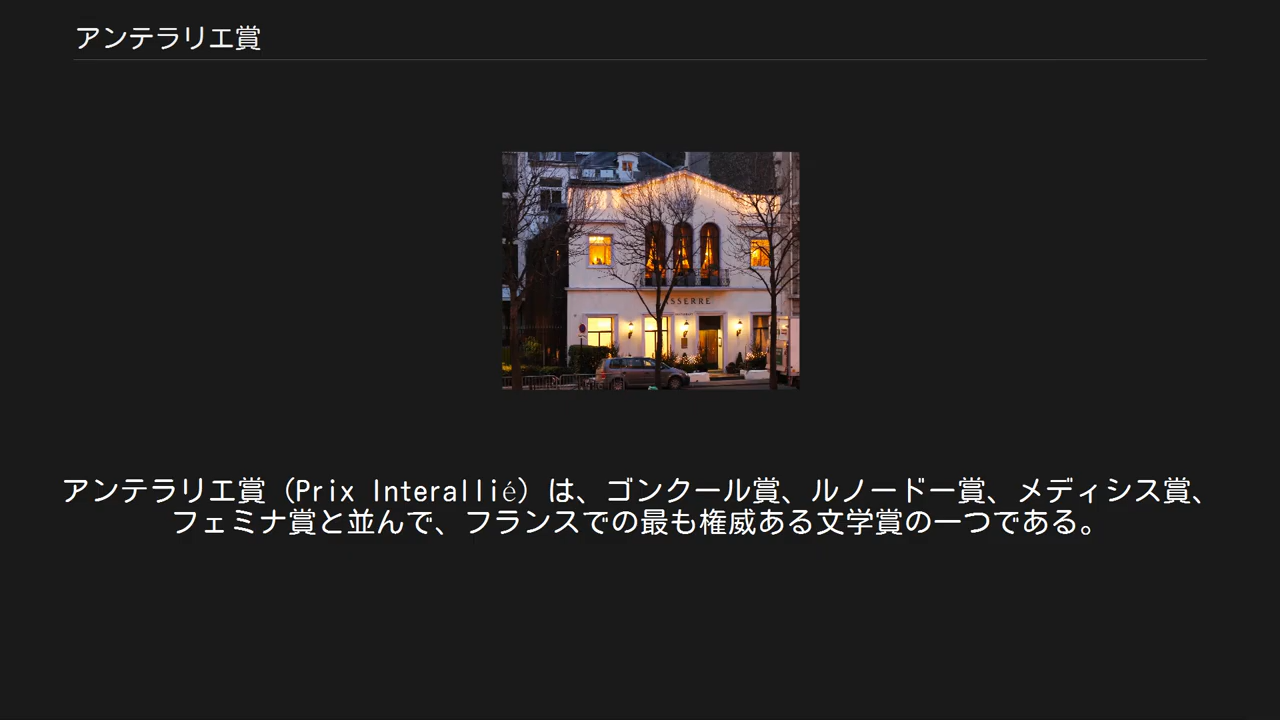 アンテラリエ賞
アンテラリエ賞（Prix Interallié）は、ゴンクール賞、ルノードー賞、メディシス賞、
フェミナ賞と並んで、フランスでの最も権威ある文学賞の一つである。